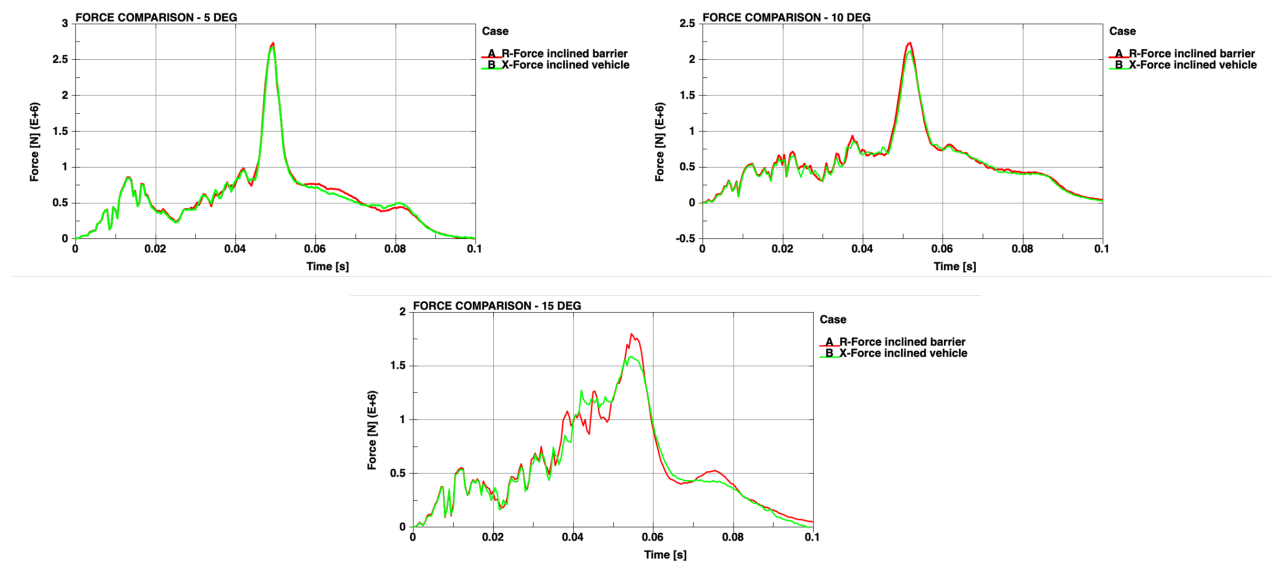 FORCE COMPARISON - 5 DEG
Case
A R-Force inclined barrier
B X-Force inclined vehicle
Force [N] (E+6)
2.5
2
1.5
1
0.5
0
0 0.02 0.04 0.06 0.08 0.1
Time [s]
FORCE COMPARISON - 10 DEG
Case
A R-Force inclined barrier
B X-Force inclined vehicle
Force [N] (E+6)
2.5
2
1.5
1
0.5
0
-0.5
0 0.02 0.04 0.06 0.08 0.1
Time [s]
FORCE COMPARISON - 15 DEG
Case
A R-Force inclined barrier
B X-Force inclined vehicle
Force [N] (E+6)
2
1.5
1
0.5
0
0 0.02 0.04 0.06 0.08 0.1
Time [s]